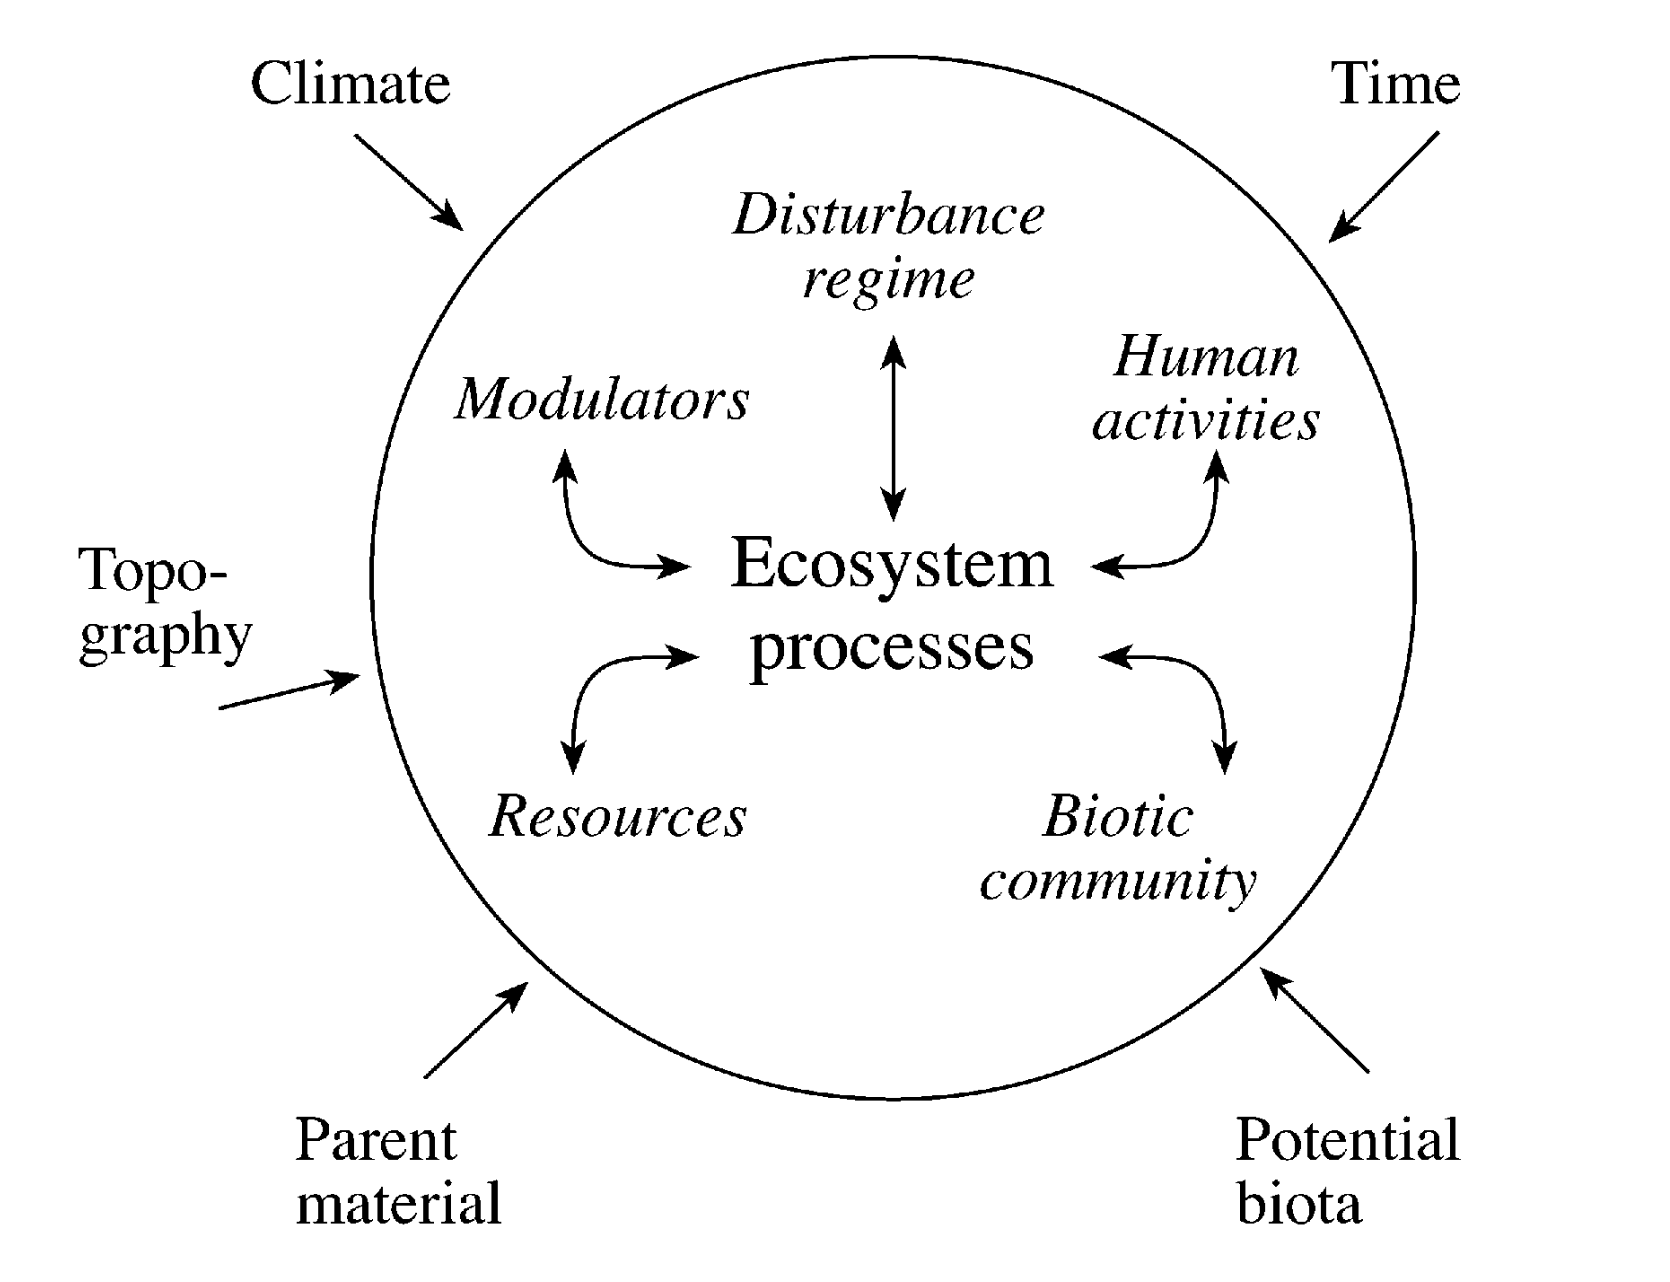 Climate
Time
Disturbance
regime
Human
activities
Modulators
Ecosystem
processes
Topo-
graphy
Resources
Biotic
community
Parent
material
Potential
biota